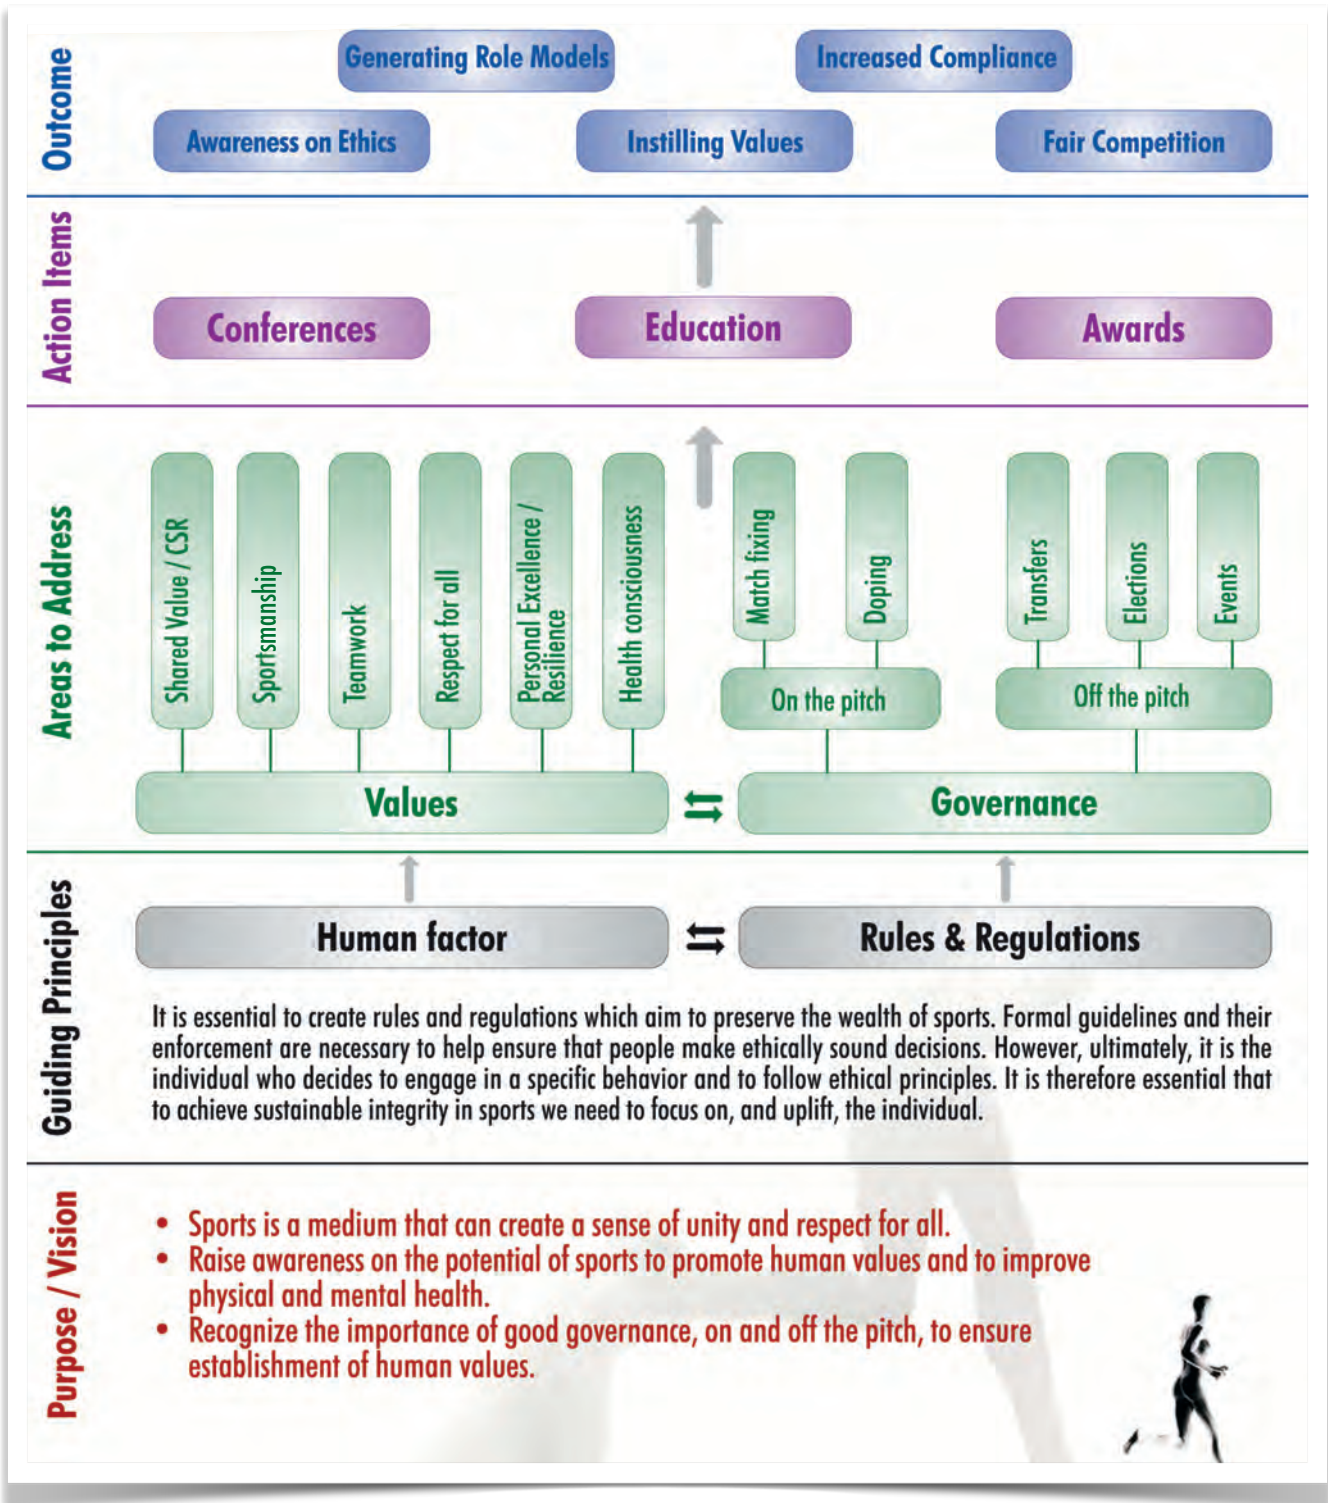 Outcome
Generating Role Models
Increased Compliance
Awareness on Ethics
Instilling Values
Fair Competition
Action Items
Conferences
Education
Awards
Areas to Address
Shared Value / CSR
Sportsmanship
Teamwork
Respect for all
Personal Excellence /
Resilience
Health consciousness
Match fixing
Doping
Transfers
Elections
Events
On the pitch
Off the pitch
Values
Governance
Guiding Principles
Human factor
Rules & Regulations
It is essential to create rules and regulations which aim to preserve the wealth of sports. Formal guidelines and their
enforcement are necessary to help ensure that people make ethically sound decisions. However, ultimately, it is the
individual who decides to engage in a specific behavior and to follow ethical principles. It is therefore essential that
to achieve sustainable integrity in sports we need to focus on, and uplift, the individual.
Purpose / Vision
• Sports is a medium that can create a sense of unity and respect for all.
• Raise awareness on the potential of sports to promote human values and to improve
physical and mental health.
• Recognize the importance of good governance, on and off the pitch, to ensure
establishment of human values.